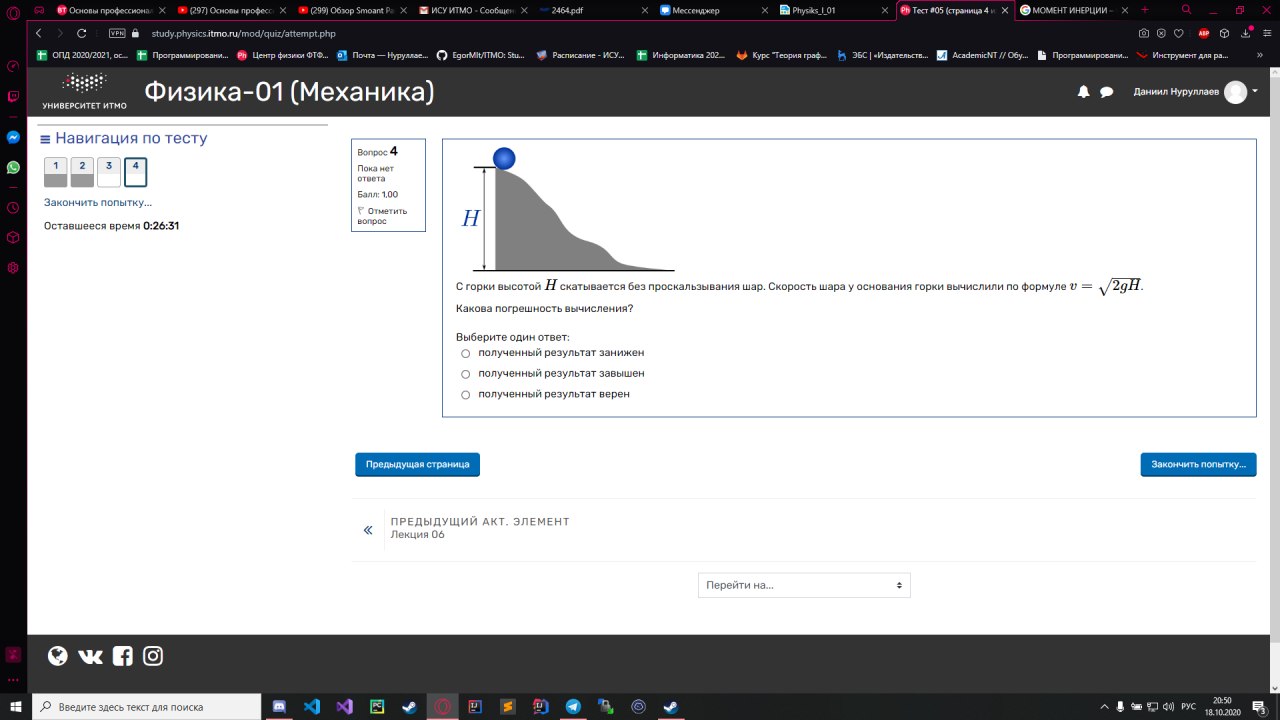 Основы профессиональ
(297) Основы професс
(299) Обзор Smoant Pa
ИСУ ИТМО - Сообщен
2464.pdf
Мессенджер
Physiks_l_01
Тест #05 (страница 4 и
МОМЕНТ ИНЕРЦИИ –
VPN
study.physics.itmo.ru/mod/quiz/attempt.php
ABP
ОПД 2020/2021, ос...
Программировани...
Центр физики ФТФ...
Почта — Нуруллае...
EgorMIt/ITMO: Stu...
Расписание - ИСУ...
Информатика 202...
Курс "Теория граф...
ЭБС | «Издательств...
AcademicNT // Обу...
Программировани...
Инструмент для ра...
УНИВЕРСИТЕТ ИТМО
Физика-01 (Механика)
Даниил Нуруллаев
Навигация по тесту
1 2 3 4
Закончить попытку...
Оставшееся время 0:26:31
Вопрос 4
Пока нет
ответа
Балл: 1,00
Отметить
вопрос
H
С горки высотой H скатывается без проскальзывания шар. Скорость шара у основания горки вычислили по формуле v = √2gH.
Какова погрешность вычисления?
Выберите один ответ:
полученный результат занижен
полученный результат завышен
полученный результат верен
Предыдущая страница
Закончить попытку...
ПРЕДЫДУЩИЙ АКТ. ЭЛЕМЕНТ
Лекция 06
Перейти на...
Введите здесь текст для поиска
РУС
20:50
18.10.2020